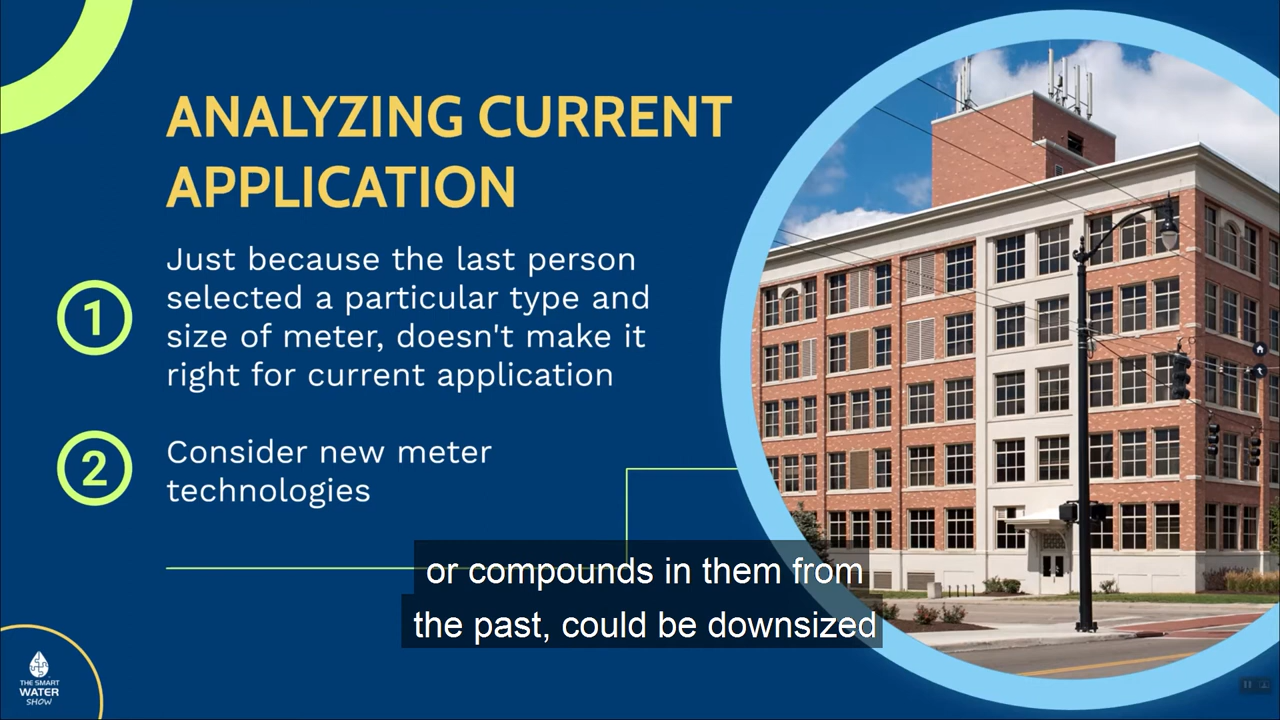 ANALYZING CURRENT
APPLICATION
1
Just because the last person
selected a particular type and
size of meter, doesn't make it
right for current application
2
Consider new meter
technologies
or compounds in them from
the past, could be downsized
THE SMART
WATER
SHOW